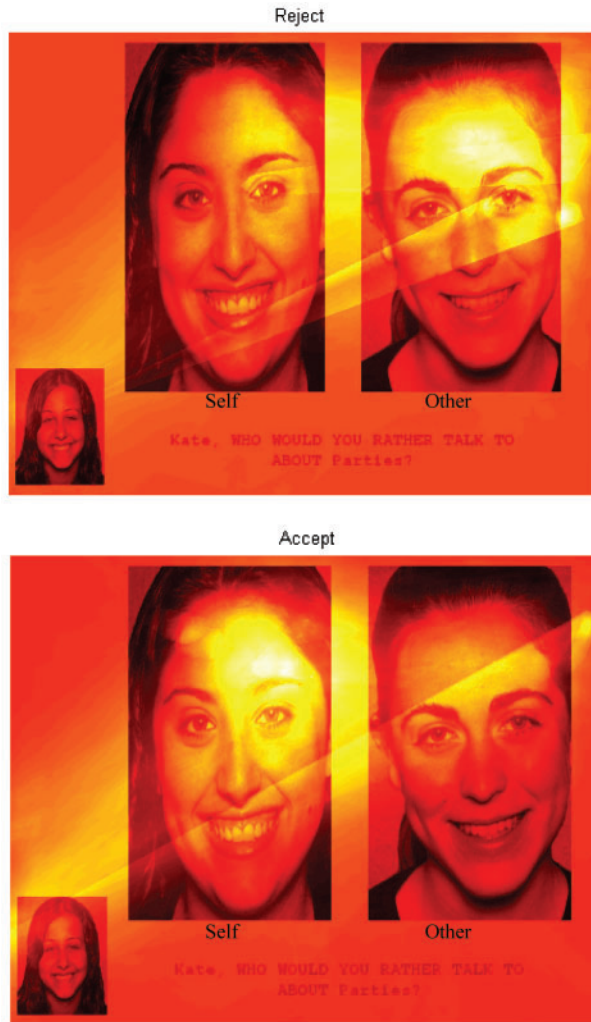 Reject
Self Other
Kate, WHO WOULD YOU RATHER TALK TO
ABOUT Parties?
Accept
Self Other
Kate, WHO WOULD YOU RATHER TALK TO
ABOUT Parties?